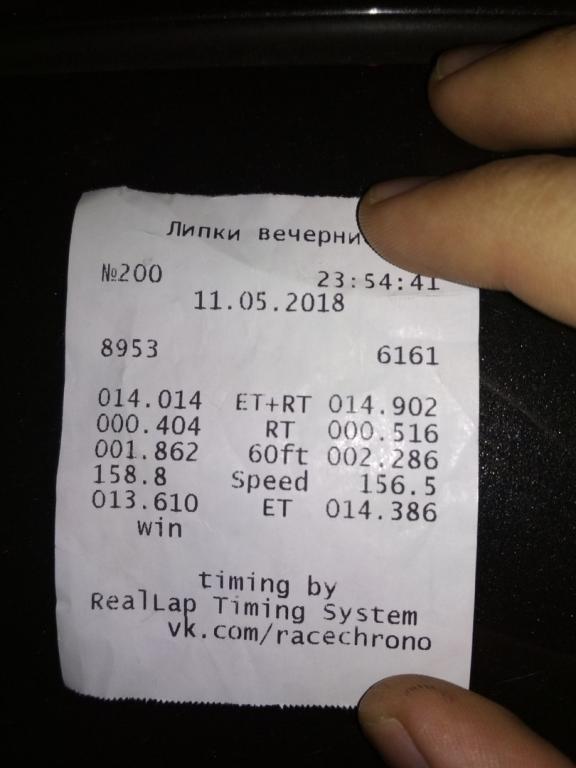 Липки вечерни
№200 23:54:41
11.05.2018
8953 6161
014.014 ET+RT 014.902
000.404 RT 000.516
001.862 60ft 002.286
158.8 Speed 156.5
013.610 ET 014.386
win
timing by
RealLap Timing System
vk.com/racechrono